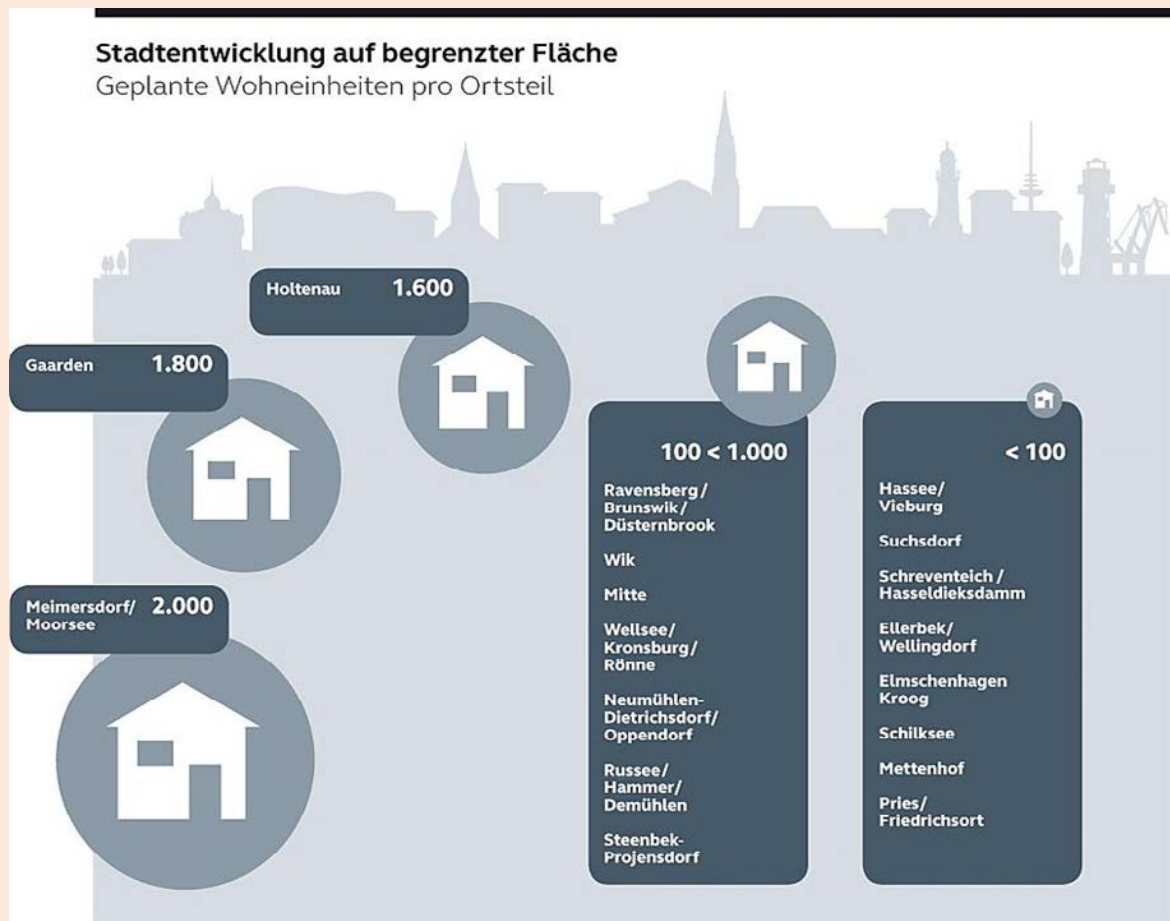 Stadtentwicklung auf begrenzter Fläche
Geplante Wohneinheiten pro Ortsteil
Holtenau 1.600
Gaarden 1.800
Meimersdorf/ 2.000
Moorsee
100 < 1.000
Ravensberg/
Brunswik/
Düsternbrook
Wik
Mitte
Wellsee/
Kronsburg/
Rönne
Neumühlen-
Dietrichsdorf/
Oppendorf
Russee/
Hammer/
Demühlen
Steenbek-
Projensdorf
< 100
Hassee/
Vieburg
Suchsdorf
Schreventeich /
Hasseldieksdamm
Ellerbek/
Wellingdorf
Elmschenhagen
Kroog
Schilksee
Mettenhof
Pries/
Friedrichsort